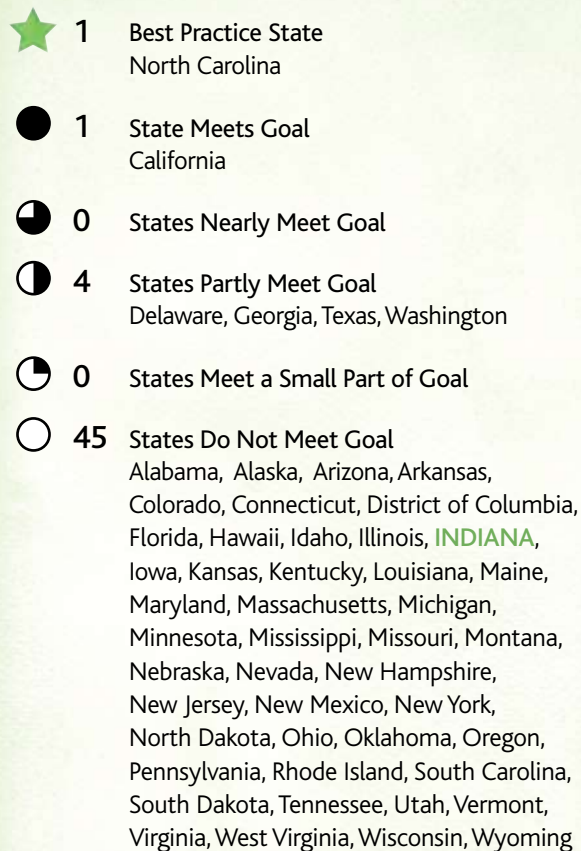 1 Best Practice State
North Carolina
1 State Meets Goal
California
0 States Nearly Meet Goal
4 States Partly Meet Goal
Delaware, Georgia, Texas, Washington
0 States Meet a Small Part of Goal
45 States Do Not Meet Goal
Alabama, Alaska, Arizona, Arkansas,
Colorado, Connecticut, District of Columbia,
Florida, Hawaii, Idaho, Illinois, INDIANA,
Iowa, Kansas, Kentucky, Louisiana, Maine,
Maryland, Massachusetts, Michigan,
Minnesota, Mississippi, Missouri, Montana,
Nebraska, Nevada, New Hampshire,
New Jersey, New Mexico, New York,
North Dakota, Ohio, Oklahoma, Oregon,
Pennsylvania, Rhode Island, South Carolina,
South Dakota, Tennessee, Utah, Vermont,
Virginia, West Virginia, Wisconsin, Wyoming